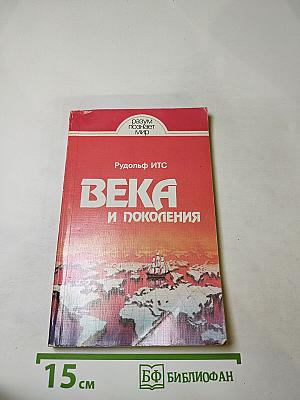 разум
познаёт
мир
Рудольф ИТС
ВЕКА
и поколения
15 см
БФ БИБЛИОФАН